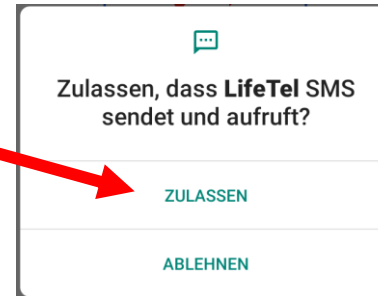 Zulassen, dass LifeTel SMS
sendet und aufruft?
ZULASSEN
ABLEHNEN